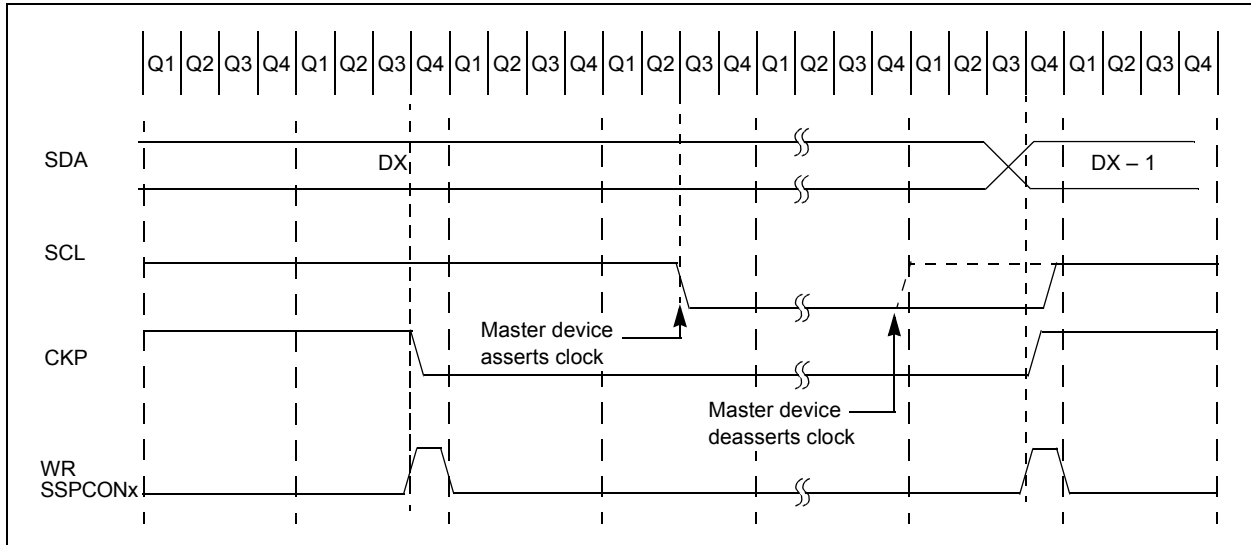 Q1 Q2 Q3 Q4 Q1 Q2 Q3 Q4 Q1 Q2 Q3 Q4 Q1 Q2 Q3 Q4 Q1 Q2 Q3 Q4 Q1 Q2 Q3 Q4 Q1 Q2 Q3 Q4
SDA
DX
DX – 1
SCL
Master device
asserts clock
CKP
Master device
deasserts clock
WR
SSPCONx